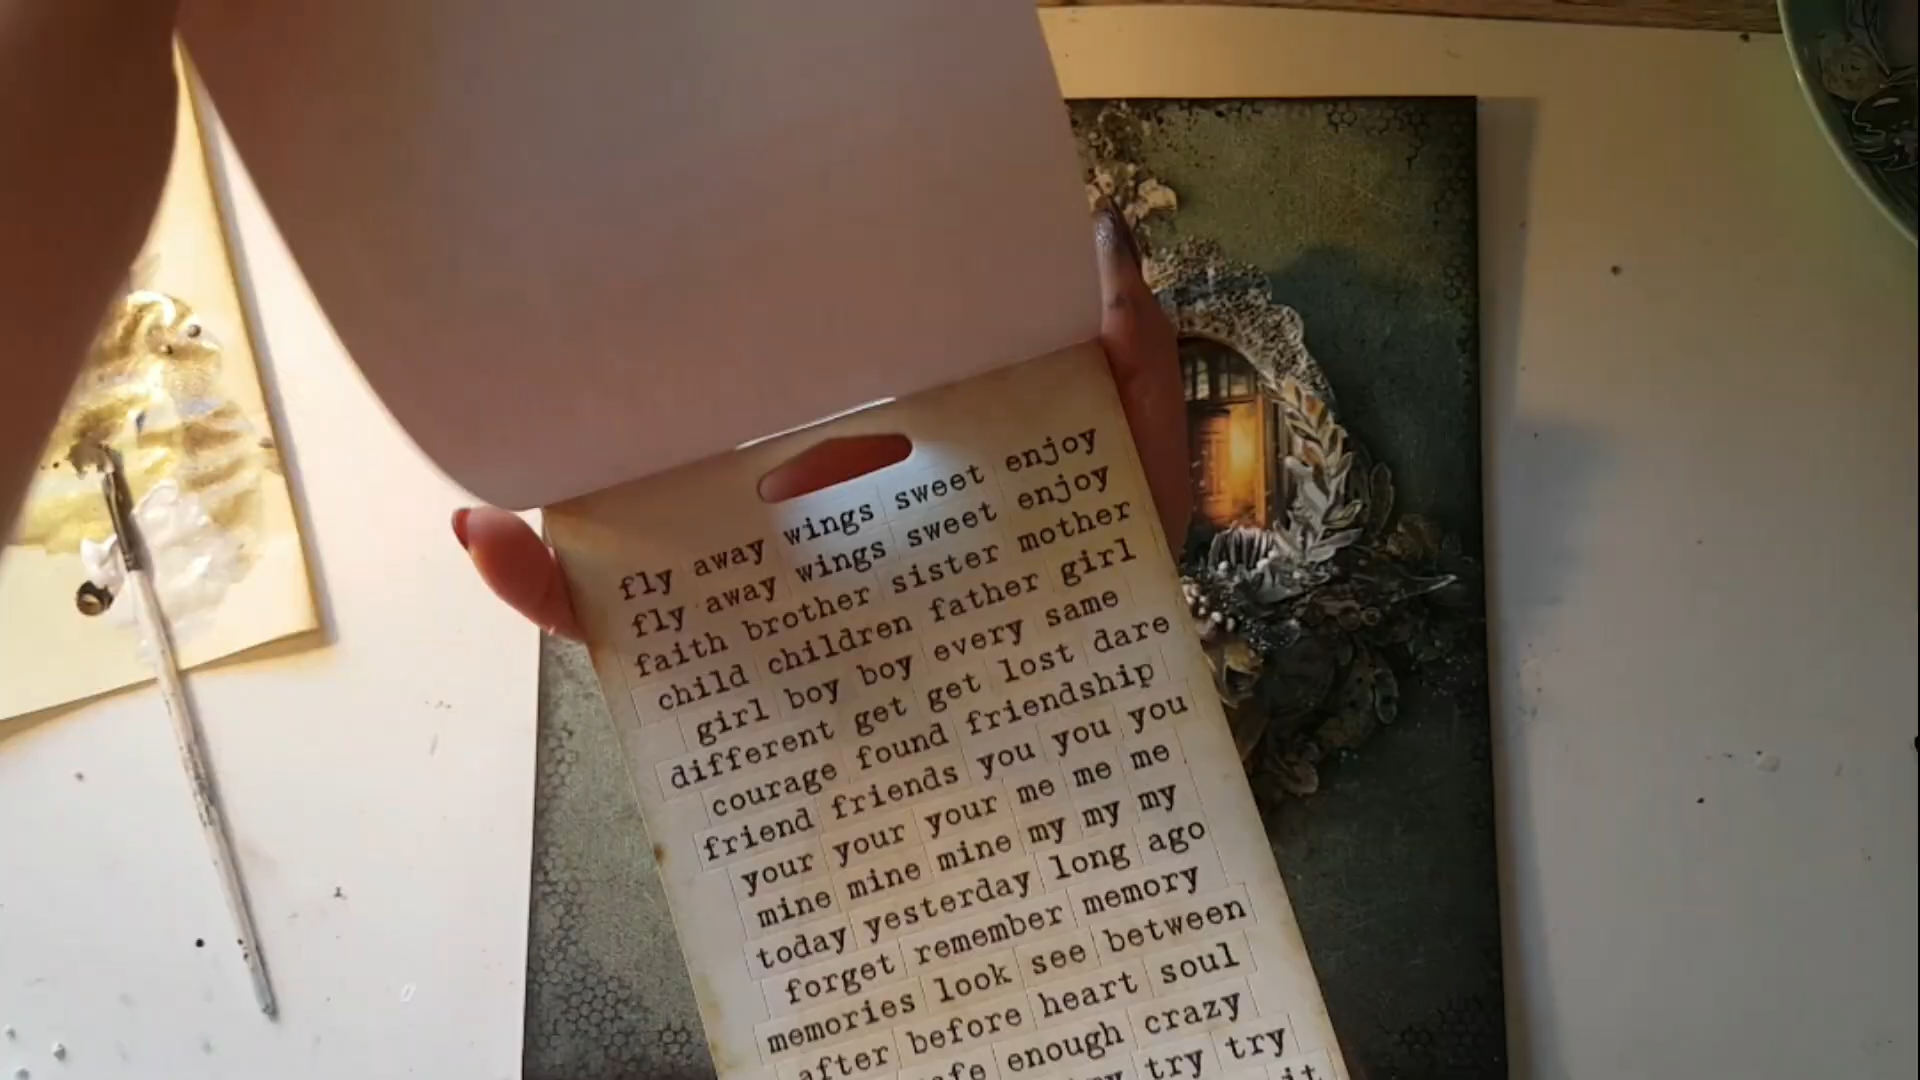 fly away wings sweet enjoy
fly away wings sweet enjoy
faith brother sister mother
child children father girl
girl boy boy every same
different get get lost dare
courage found friendship
friend friends you you you
your your your me me me
mine mine mine my my my
today yesterday long ago
forget remember memory
memories look see between
after before heart soul
enough crazy
try try
it